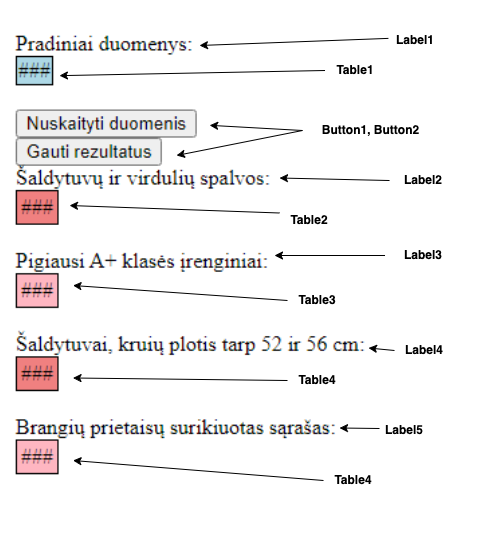 Pradiniai duomenys:
Label1
###
Table1
Nuskaityti duomenis
Button1, Button2
Gauti rezultatus
Šaldytuvų ir virdulių spalvos:
Label2
###
Table2
Pigiausi A+ klasės įrenginiai:
Label3
###
Table3
Šaldytuvai, kruių plotis tarp 52 ir 56 cm:
Label4
###
Table4
Brangių prietaisų surikiuotas sąrašas:
Label5
###
Table4